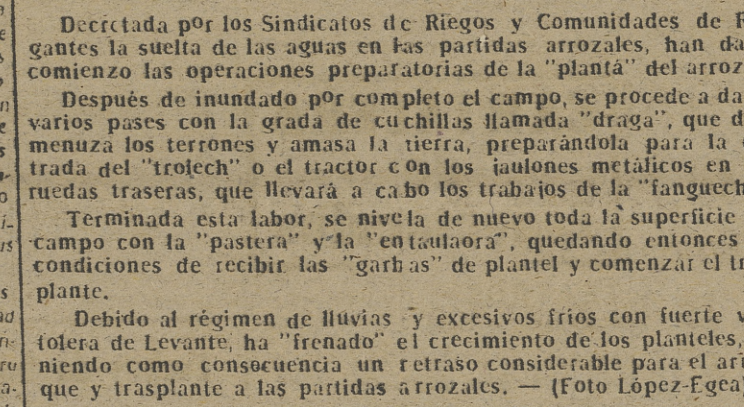 Decretada por los Sindicatos de Riegos y Comunidades de R
gantes la suelta de las aguas en las partidas arrozales, han da
comienzo las operaciones preparatorias de la "plantá" del arroz
Después de inundado por completo el campo, se procede a da
varios pases con la grada de cuchillas llamada "draga", que d
menuza los terrones y amasa la tierra, preparándola para la
trada del "trojech" o el tractor con los jaulones metálicos en
ruedas traseras, que llevará a cabo los trabajos de la "fanguech
Terminada esta labor, se nivela de nuevo toda la superficie
campo con la "pastera" y la "entaulaora", quedando entonces
condiciones de recibir las "garbas" de plantel y comenzar el tr
plante.
Debido al régimen de lluvias y excesivos fríos con fuerte v
tolera de Levante, ha "frenado" el crecimiento de los planteles,
niendo como consecuencia un retraso considerable para el ar
que y trasplante a las partidas arrozales. — (Foto López-Egea